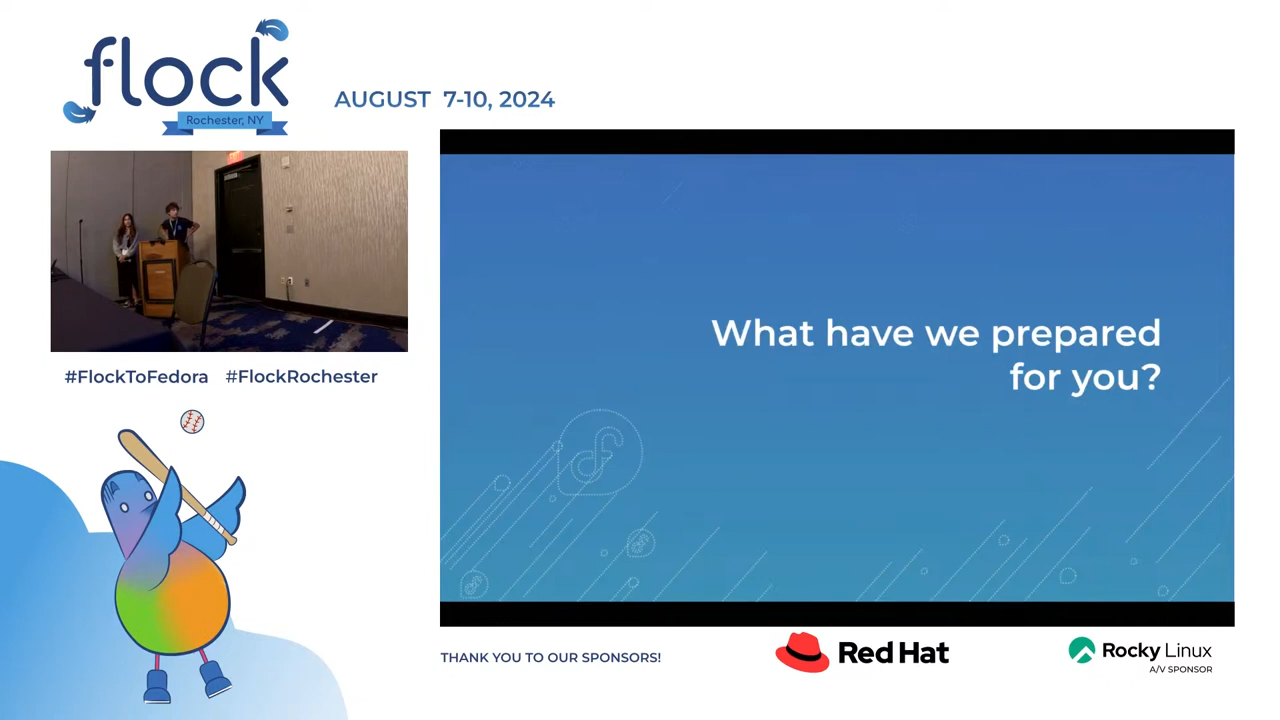 flock
Rochester, NY
AUGUST 7-10, 2024
What have we prepared
for you?
#FlockToFedora #FlockRochester
THANK YOU TO OUR SPONSORS!
Red Hat
Rocky Linux
A/V SPONSOR